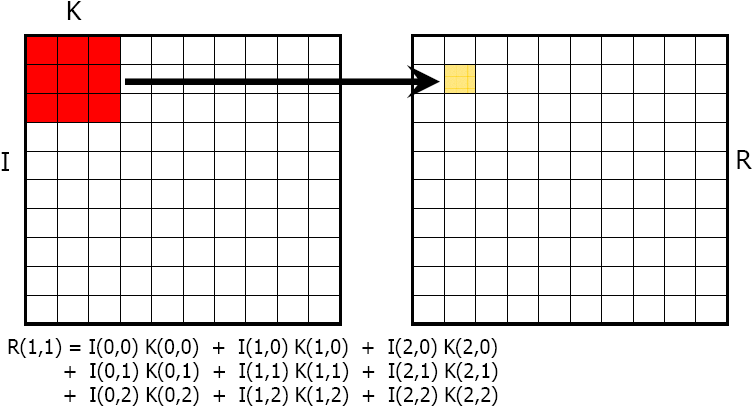 K
I
R
R(1,1) = I(0,0) K(0,0) + I(1,0) K(1,0) + I(2,0) K(2,0)
+ I(0,1) K(0,1) + I(1,1) K(1,1) + I(2,1) K(2,1)
+ I(0,2) K(0,2) + I(1,2) K(1,2) + I(2,2) K(2,2)